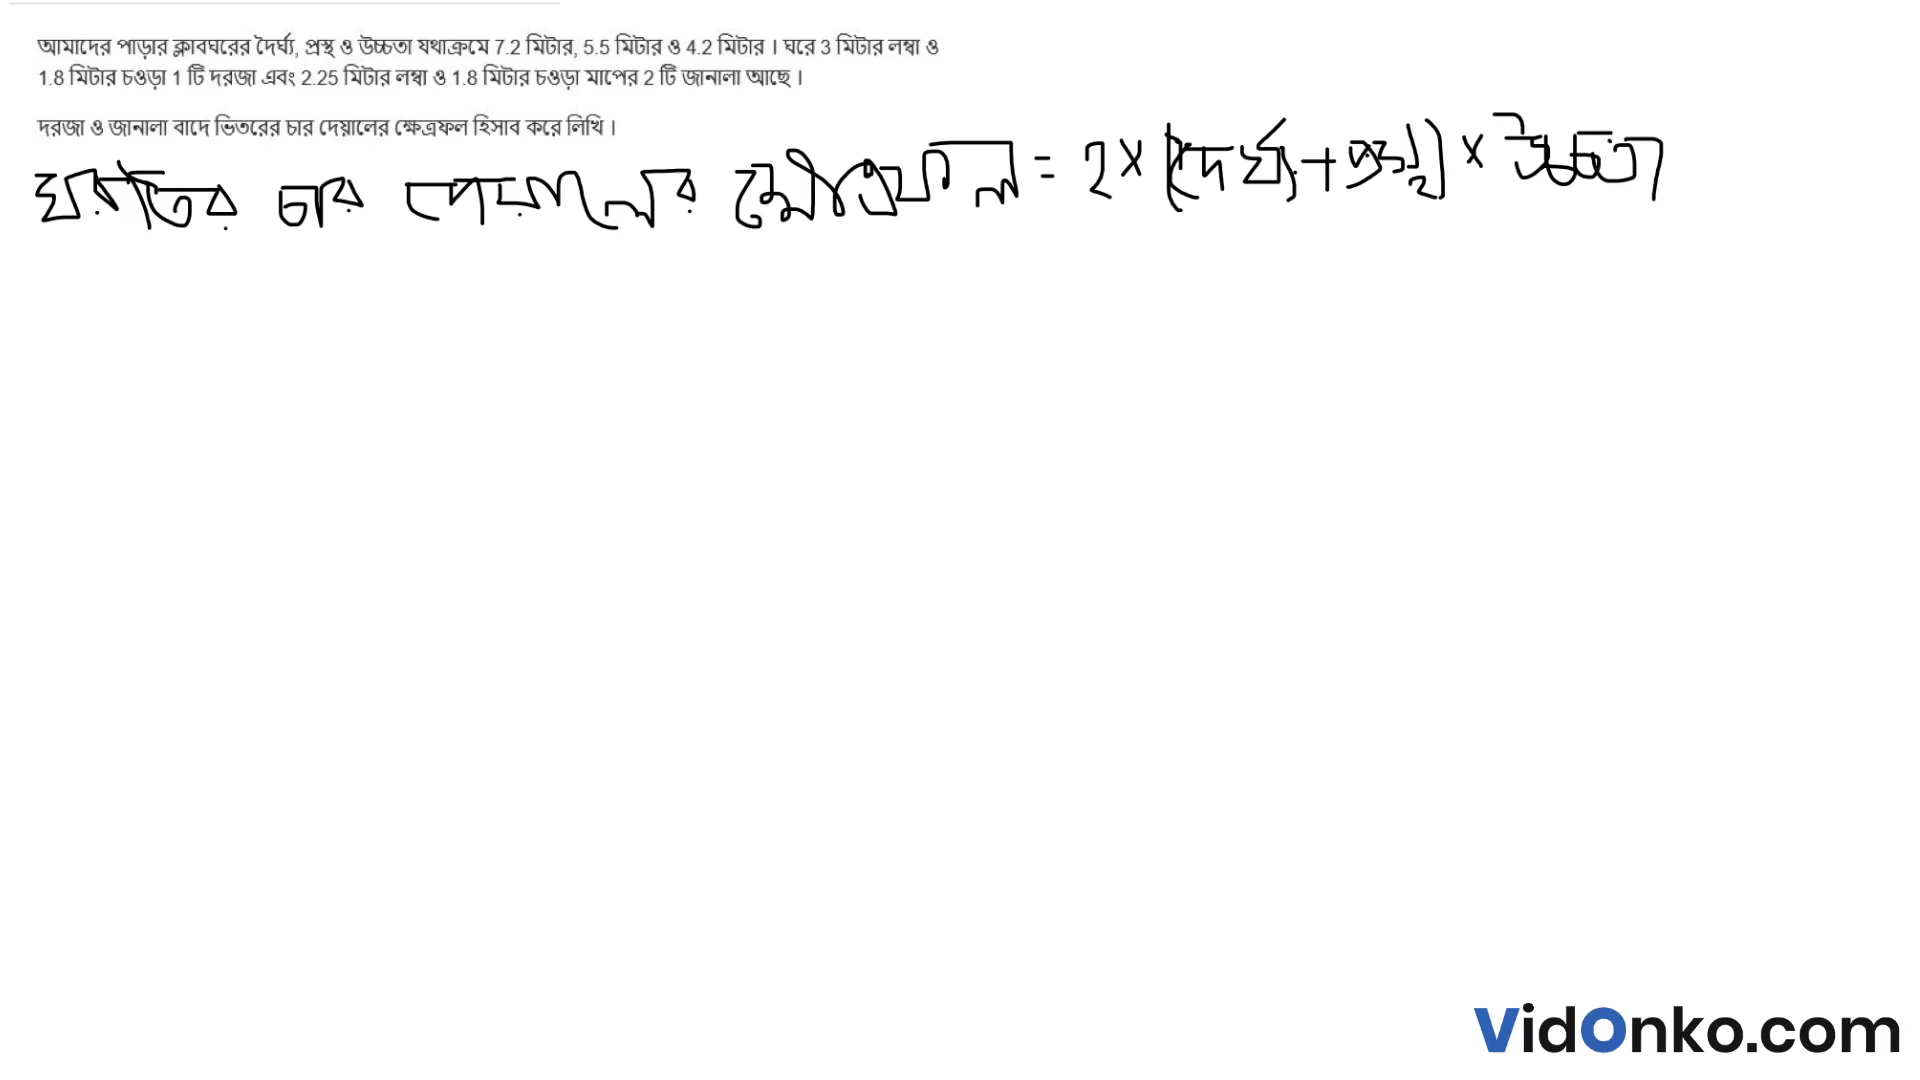 আমাদের পাড়ার ক্লাবঘরের দৈর্ঘ্য, প্রস্থ ও উচ্চতা যথাক্রমে 7.2 মিটার, 5.5 মিটার ও 4.2 মিটার । ঘরে 3 মিটার লম্বা ও
1.8 মিটার চওড়া 1 টি দরজা এবং 2.25 মিটার লম্বা ও 1.8 মিটার চওড়া মাপের 2 টি জানালা আছে ।
দরজা ও জানালা বাদে ভিতরের চার দেয়ালের ক্ষেত্রফল হিসাব করে লিখি ।
ঘরটির চার দেয়ালের ক্ষেত্রফল = 2 × (দৈর্ঘ্য + প্রস্থ) × উচ্চতা
VidOnko.com